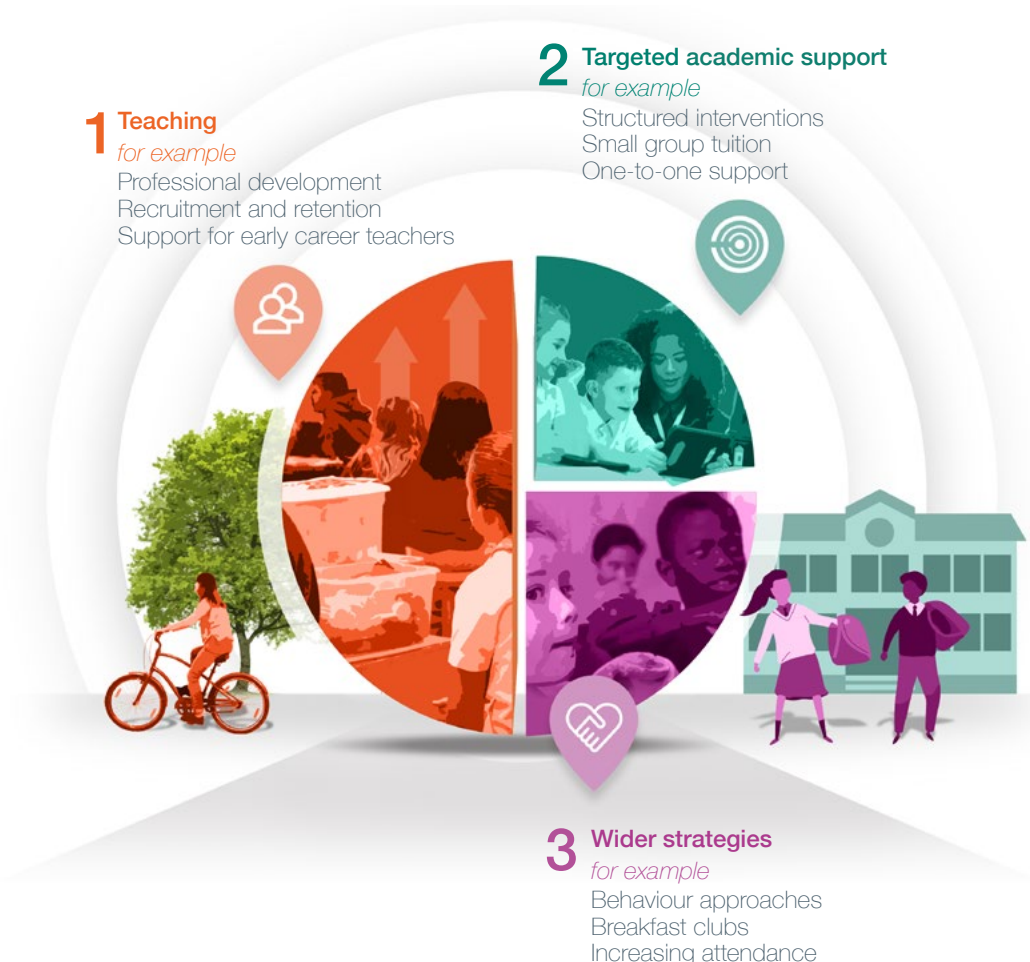 1 Teaching
for example
Professional development
Recruitment and retention
Support for early career teachers
2 Targeted academic support
for example
Structured interventions
Small group tuition
One-to-one support
3 Wider strategies
for example
Behaviour approaches
Breakfast clubs
Increasing attendance